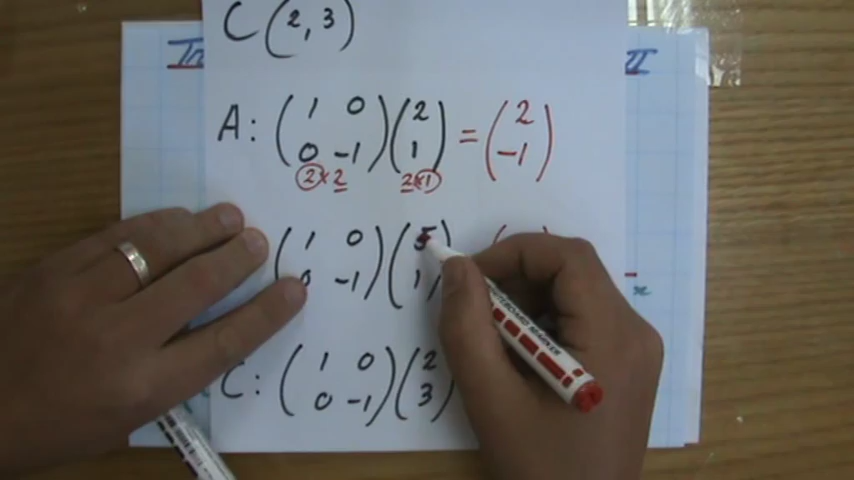 C (2, 3)
II
A: (1 0) (2) = (2)
(0 -1) (1) (-1)
2×2 2×1
(1 0) (5)
0 -1) (1
C: (1 0) (2
(0 -1) (3)
x